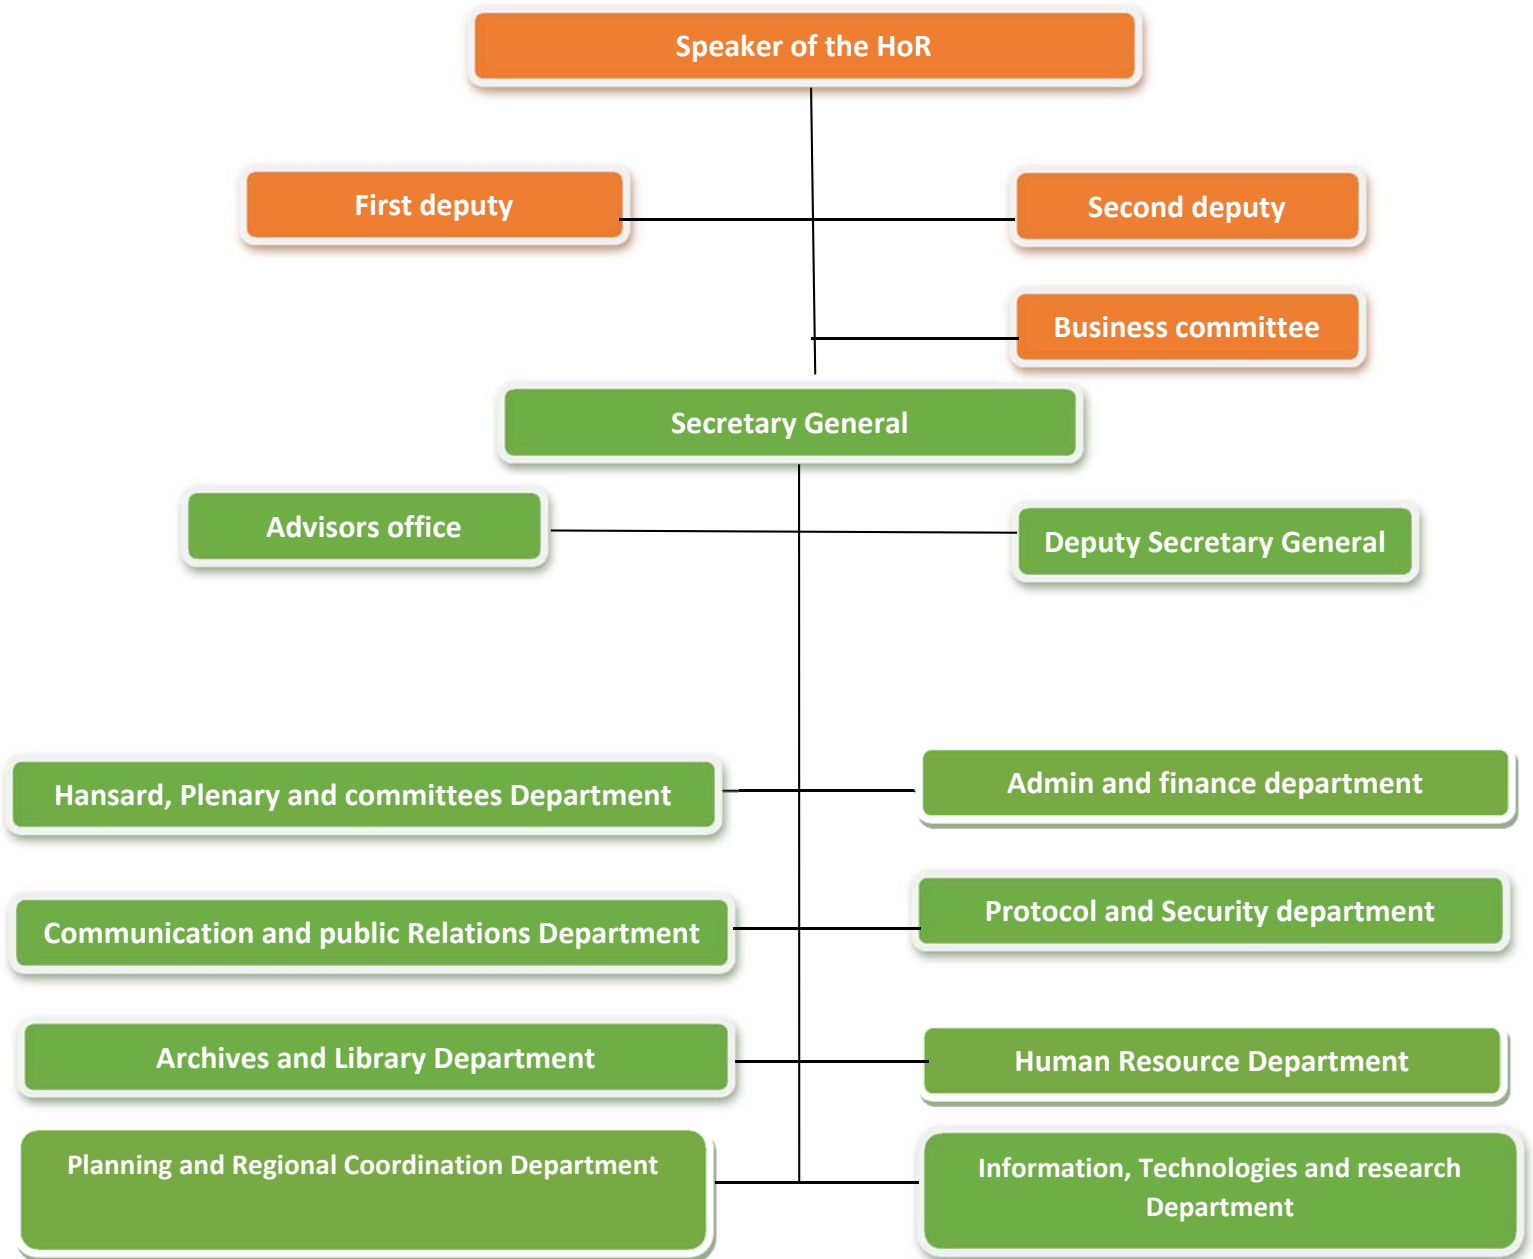 Speaker of the HoR
First deputy
Second deputy
Business committee
Secretary General
Advisors office
Deputy Secretary General
Hansard, Plenary and committees Department
Admin and finance department
Communication and public Relations Department
Protocol and Security department
Archives and Library Department
Human Resource Department
Planning and Regional Coordination Department
Information, Technologies and research
Department